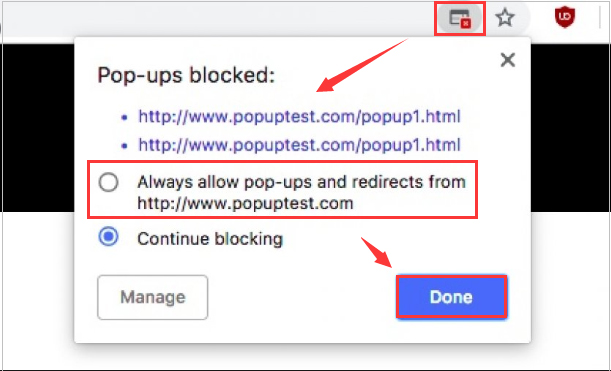 Pop-ups blocked:
• http://www.popuptest.com/popup1.html
• http://www.popuptest.com/popup1.html
Always allow pop-ups and redirects from
http://www.popuptest.com
Continue blocking
Manage
Done